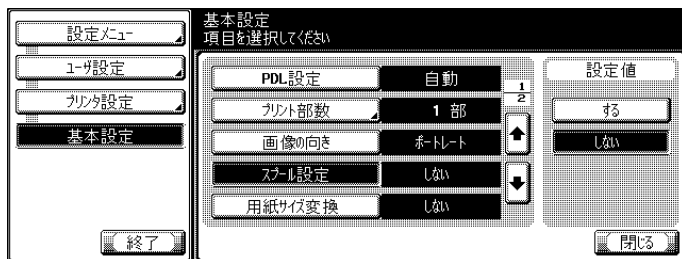 設定メニュー
ユーザ設定
プリンタ設定
基本設定
終了
基本設定
項目を選択してください
PDL設定 自動
プリント部数 1 部
画像の向き ポートレート
スプール設定 しない
用紙サイズ変換 しない
1
2
設定値
する
しない
閉じる